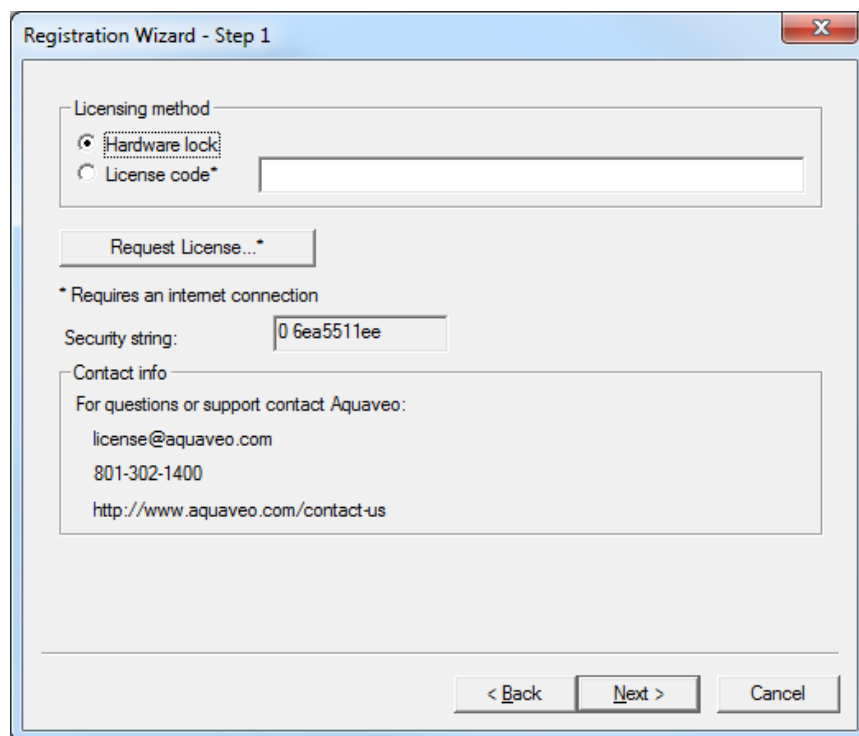 Registration Wizard - Step 1
Licensing method
Hardware lock
License code*
Request License...*
* Requires an internet connection
Security string: 0 6ea5511ee
Contact info
For questions or support contact Aquaveo:
license@aquaveo.com
801-302-1400
http://www.aquaveo.com/contact-us
< Back Next > Cancel